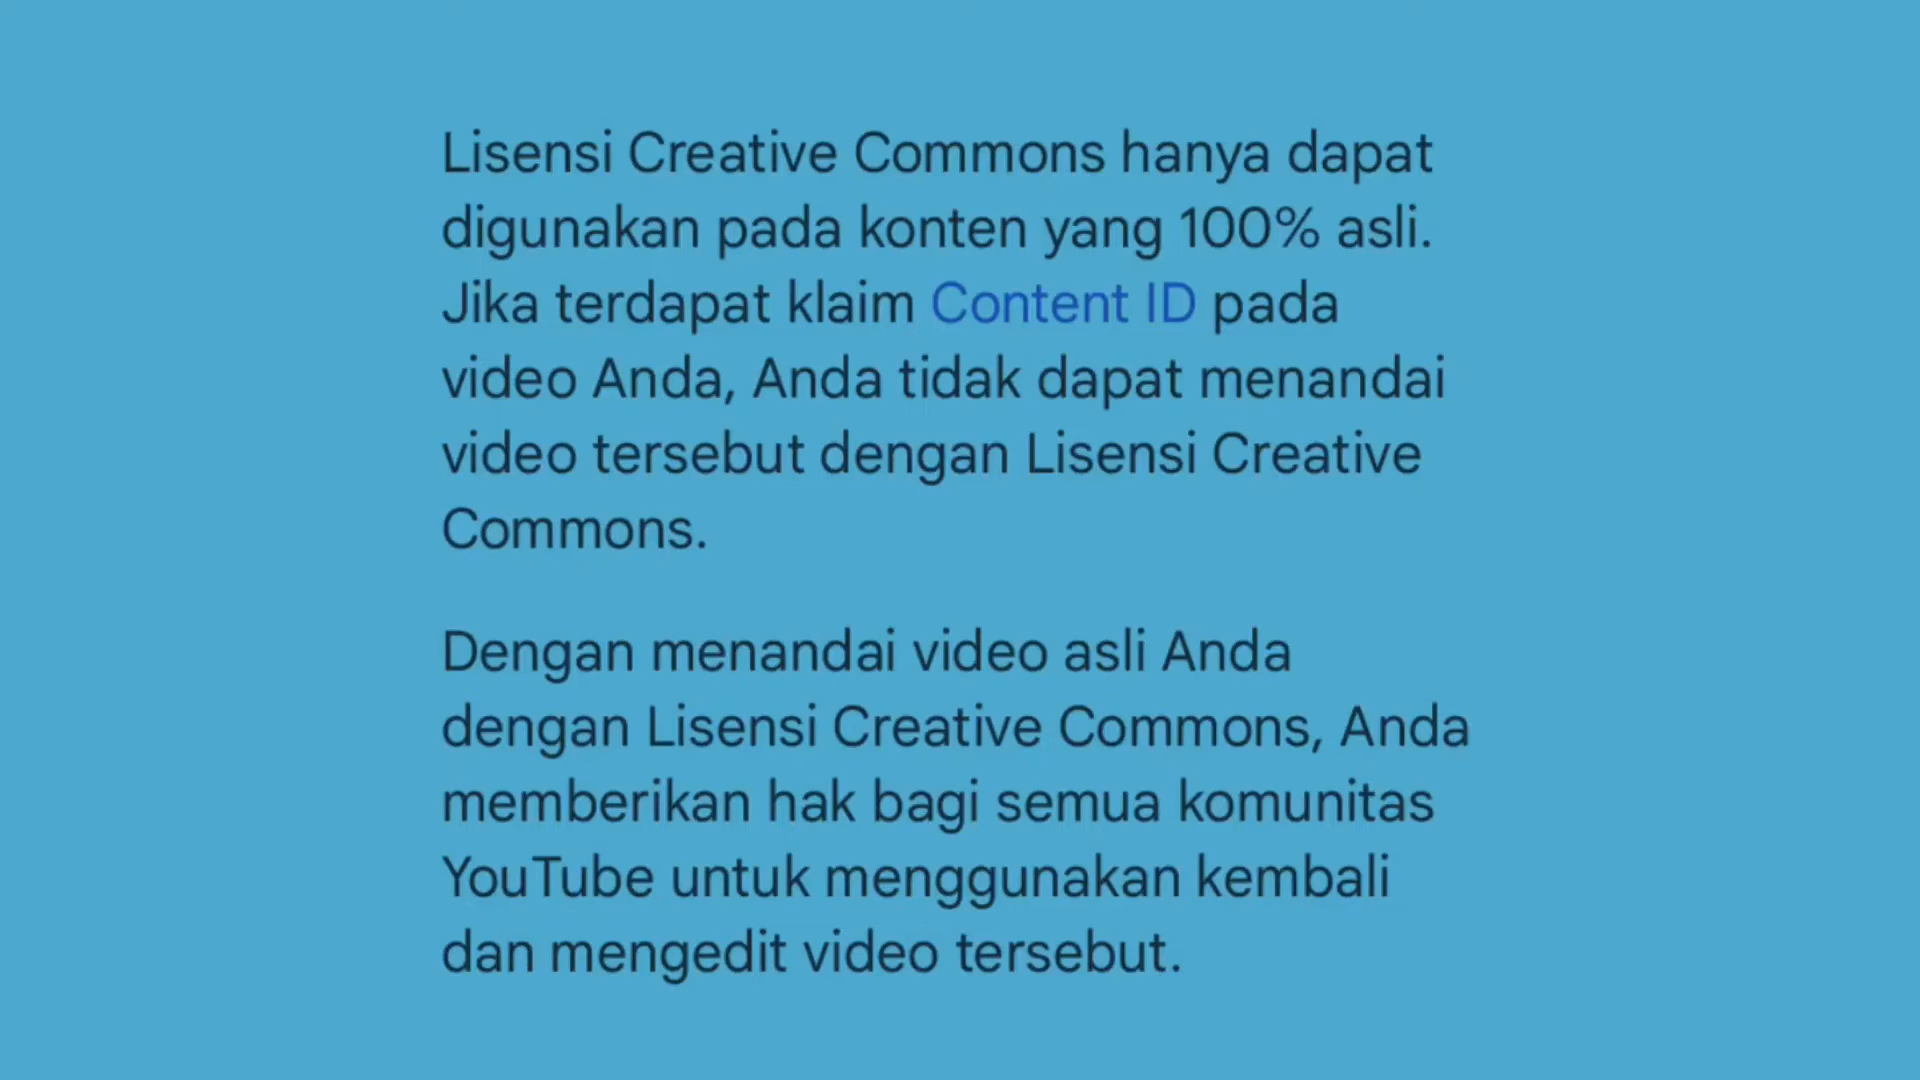 Lisensi Creative Commons hanya dapat
digunakan pada konten yang 100% asli.
Jika terdapat klaim Content ID pada
video Anda, Anda tidak dapat menandai
video tersebut dengan Lisensi Creative
Commons.
Dengan menandai video asli Anda
dengan Lisensi Creative Commons, Anda
memberikan hak bagi semua komunitas
YouTube untuk menggunakan kembali
dan mengedit video tersebut.